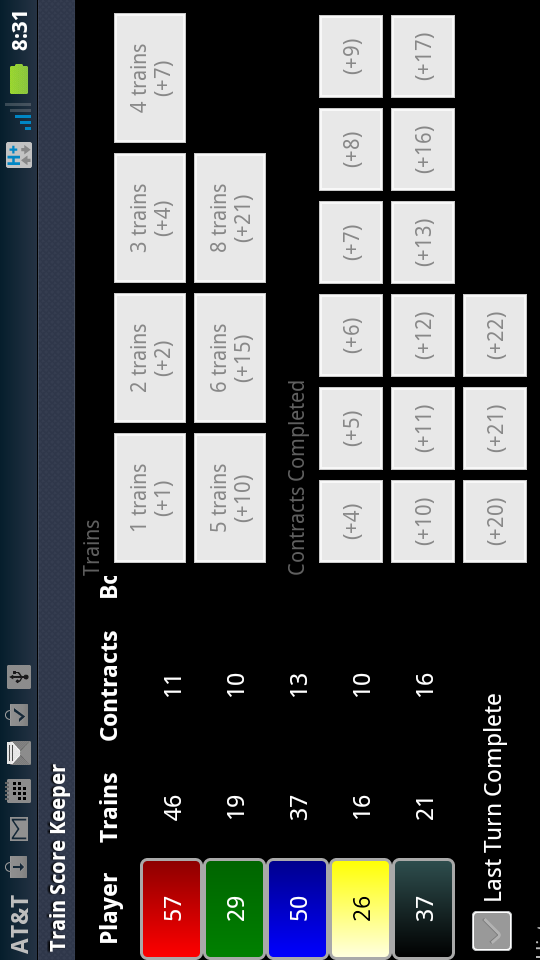 AT&T 8:31
Train Score Keeper
Player Trains Contracts
57 46 11
29 19 10
50 37 13
26 16 10
37 21 16
Last Turn Complete
Trains
1 trains (+1) 2 trains (+2) 3 trains (+4) 4 trains (+7)
5 trains (+10) 6 trains (+15) 8 trains (+21)
Contracts Completed
(+4) (+5) (+6) (+7) (+8) (+9)
(+10) (+11) (+12) (+13) (+16) (+17)
(+20) (+21) (+22)